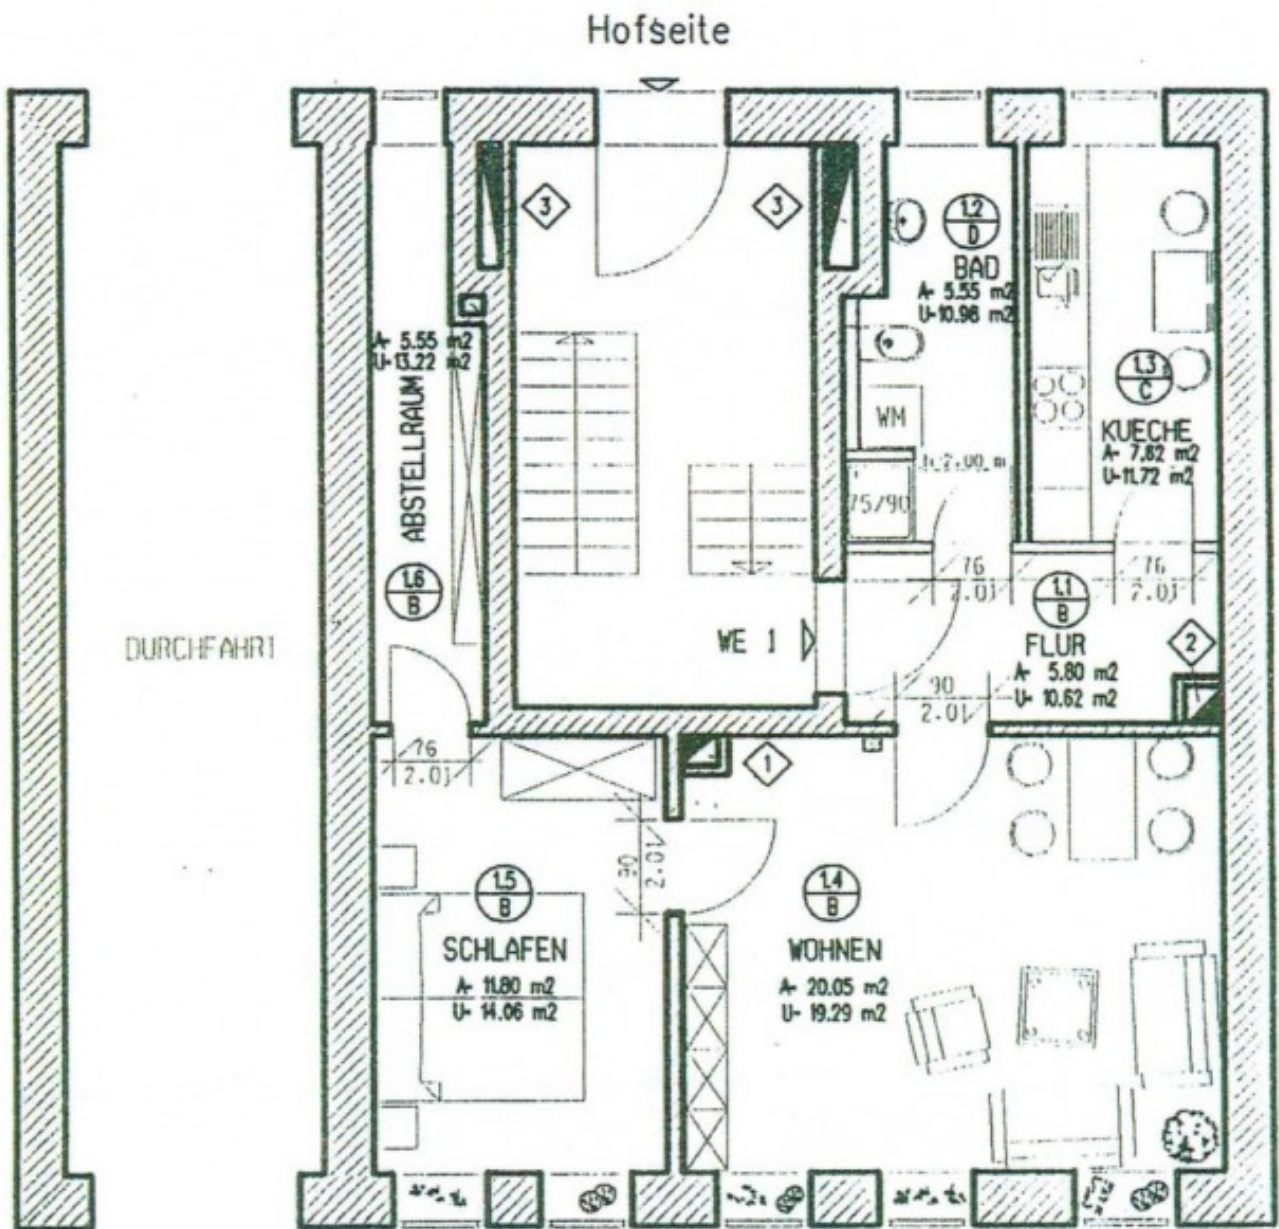 Hofseite
3
3
1.2
D
BAD
A- 5.55 m2
U-10.98 m2
A- 5.55 m2
U-13.22 m2
ABSTELLRAUM
1.6
B
WM
h-2.00 m
75/90
1.3
C
KUECHE
A- 7.82 m2
U-11.72 m2
76
2.01
76
2.01
1.1
B
FLUR
A- 5.80 m2
U- 10.62 m2
2
WE 1
DURCHFAHRT
90
2.01
76
2.01
1
90
2.01
1.5
B
SCHLAFEN
A- 11.80 m2
U- 14.06 m2
1.4
B
WOHNEN
A- 20.05 m2
U- 19.29 m2